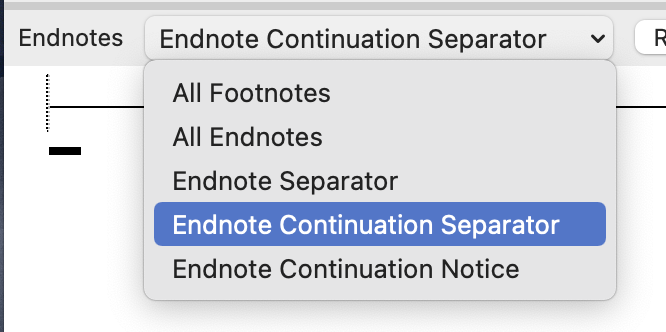 Endnotes Endnote Continuation Separator R
All Footnotes
All Endnotes
Endnote Separator
Endnote Continuation Separator
Endnote Continuation Notice